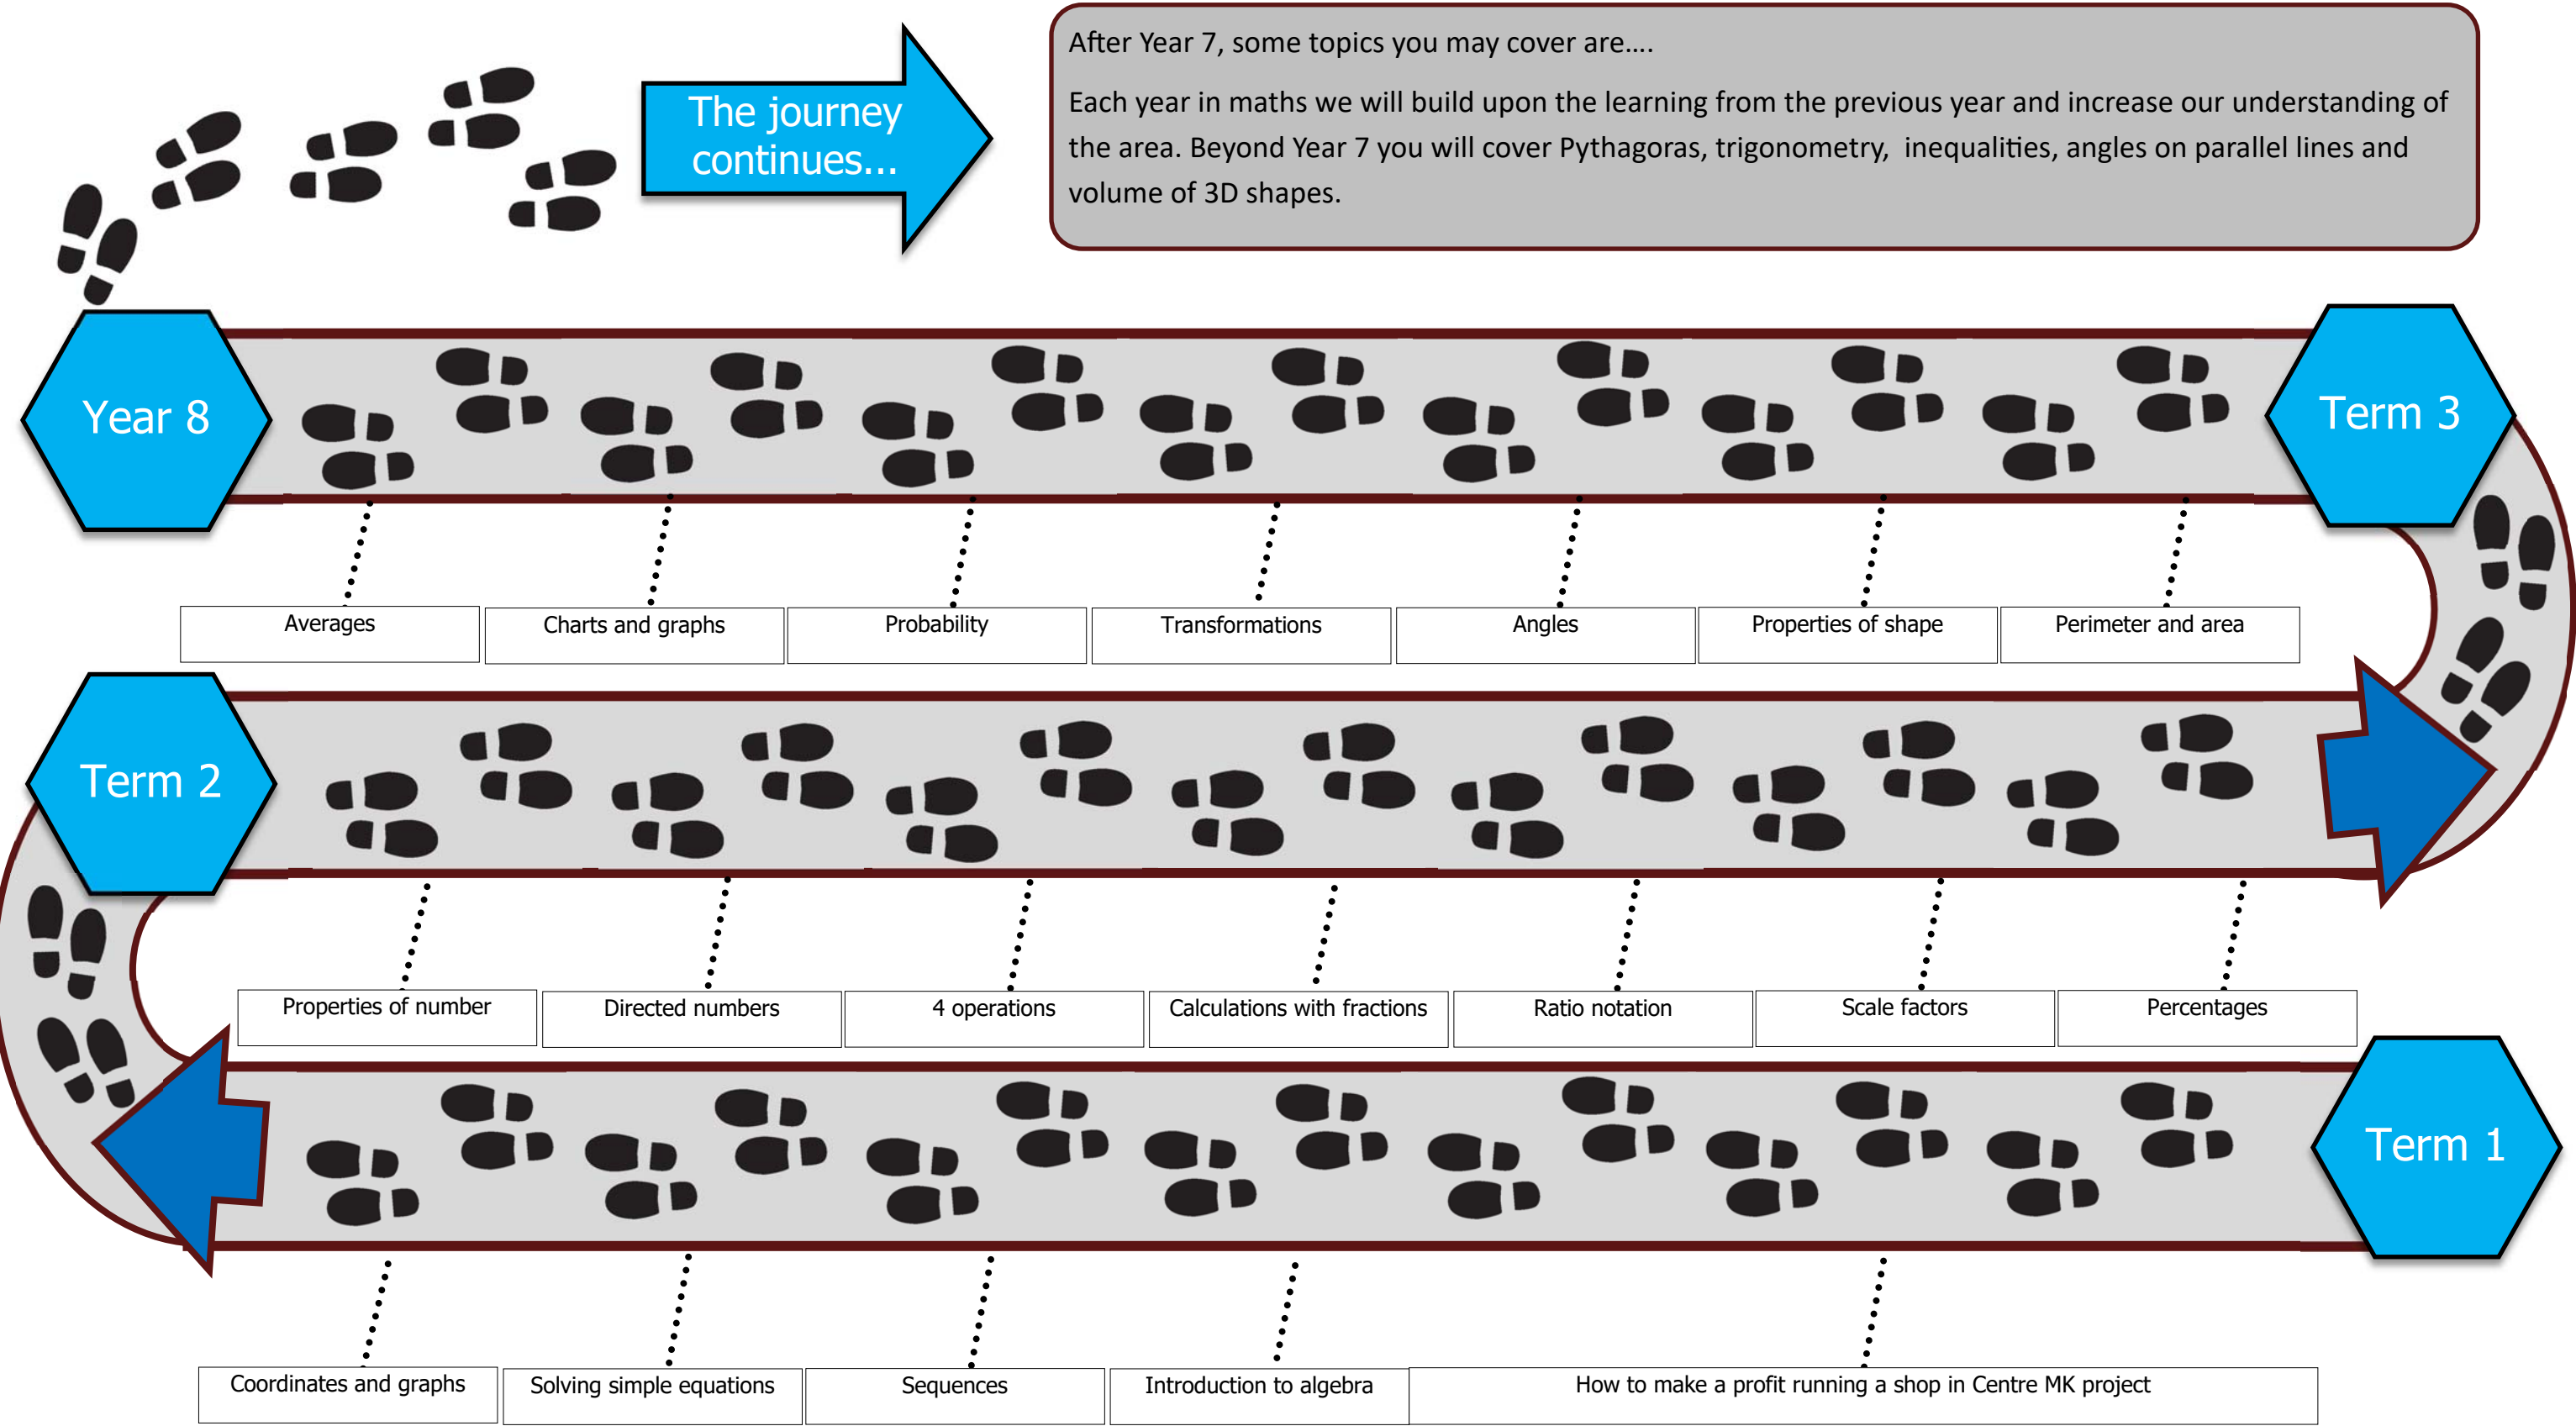 The journey
continues...
After Year 7, some topics you may cover are....
Each year in maths we will build upon the learning from the previous year and increase our understanding of
the area. Beyond Year 7 you will cover Pythagoras, trigonometry, inequalities, angles on parallel lines and
volume of 3D shapes.
Year 8
Term 3
Averages
Charts and graphs
Probability
Transformations
Angles
Properties of shape
Perimeter and area
Term 2
Properties of number
Directed numbers
4 operations
Calculations with fractions
Ratio notation
Scale factors
Percentages
Term 1
Coordinates and graphs
Solving simple equations
Sequences
Introduction to algebra
How to make a profit running a shop in Centre MK project